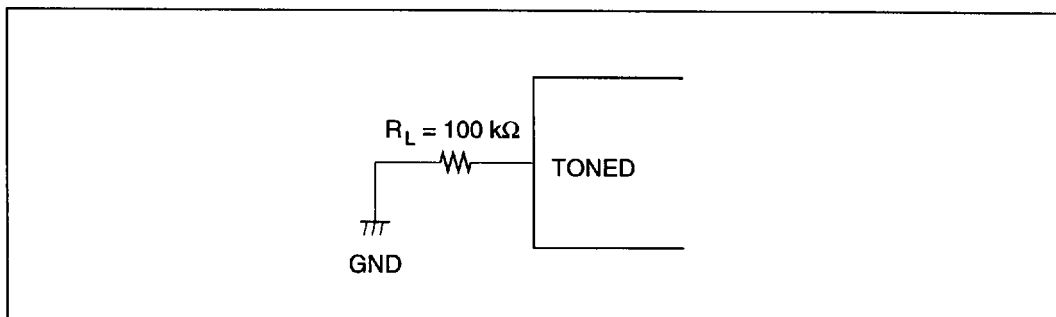 R_L = 100 kΩ
TONED
GND